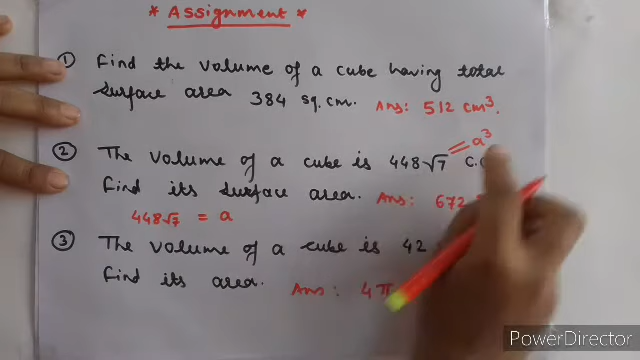 * Assignment *
① Find the volume of a cube having total
surface area 384 sq.cm. Ans: 512 cm³.
= a³
② The volume of a cube is 448√7 c.
Find its surface area. Ans: 672
448√7 = a
③ The volume of a cube is 42
Find its area. Ans: 4π
PowerDirector